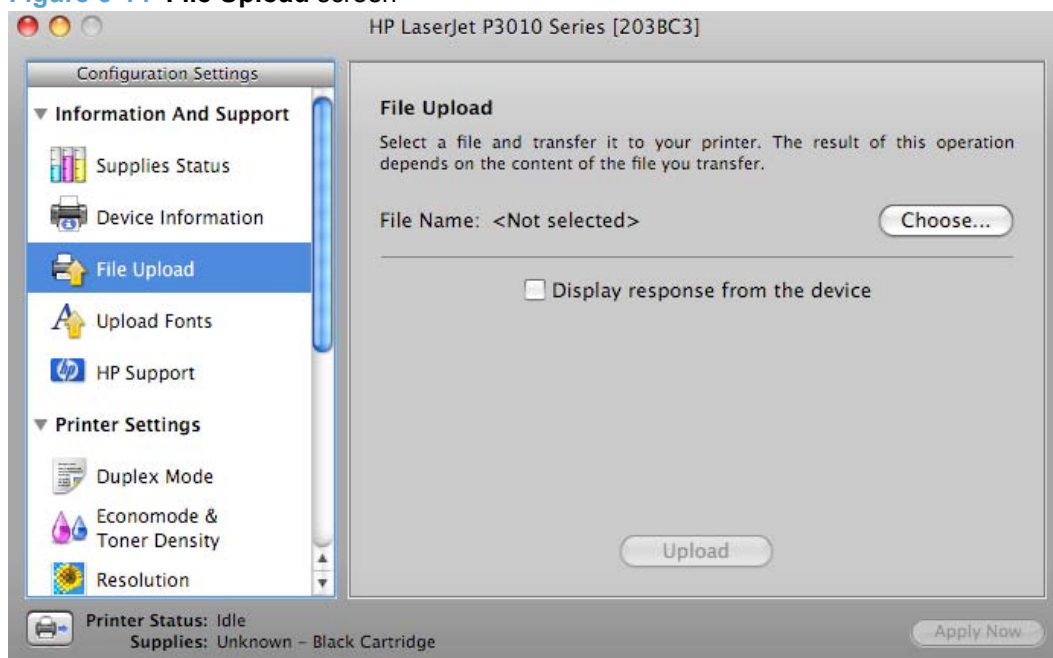 File Upload screen
HP LaserJet P3010 Series [203BC3]
Configuration Settings
Information And Support
Supplies Status
Device Information
File Upload
Upload Fonts
HP Support
Printer Settings
Duplex Mode
Economode &
Toner Density
Resolution
File Upload
Select a file and transfer it to your printer. The result of this operation
depends on the content of the file you transfer.
File Name: <Not selected>
Choose...
Display response from the device
Upload
Printer Status: Idle
Supplies: Unknown – Black Cartridge
Apply Now